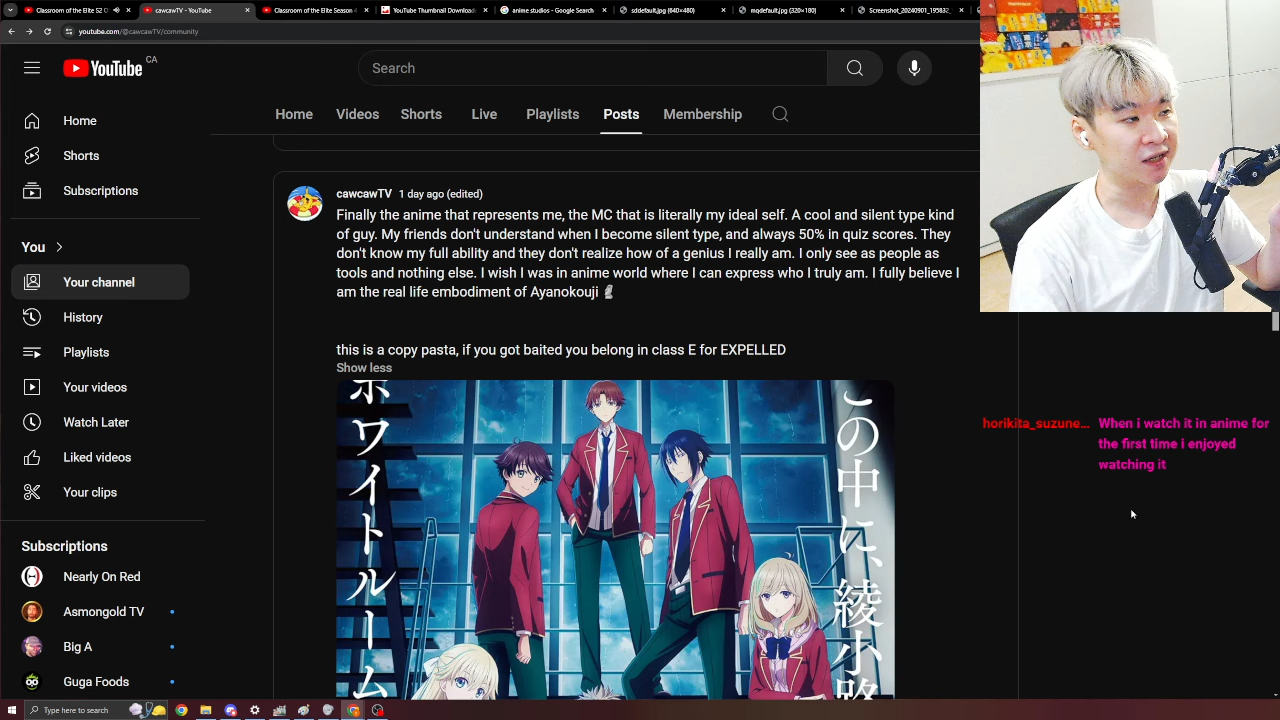 Classroom of the Elite S2 O
cawcawTV - YouTube
Classroom of the Elite Season 4
YouTube Thumbnail Download
anime studios - Google Search
sddefault.jpg (640×480)
mqdefault.jpg (320×180)
Screenshot_20240901_195832_
youtube.com/@cawcawTV/community
YouTube CA
Search
Home
Videos
Shorts
Live
Playlists
Posts
Membership
Home
Shorts
Subscriptions
You
Your channel
History
Playlists
Your videos
Watch Later
Liked videos
Your clips
Subscriptions
Nearly On Red
Asmongold TV
Big A
Guga Foods
cawcawTV 1 day ago (edited)
Finally the anime that represents me, the MC that is literally my ideal self. A cool and silent type kind
of guy. My friends don't understand when I become silent type, and always 50% in quiz scores. They
don't know my full ability and they don't realize how of a genius I really am. I only see as people as
tools and nothing else. I wish I was in anime world where I can express who I truly am. I fully believe I
am the real life embodiment of Ayanokouji 🗿
this is a copy pasta, if you got baited you belong in class E for EXPELLED
Show less
ホワイトルーム
この中に、綾小路
horikita_suzune... When i watch it in anime for
the first time i enjoyed
watching it
Type here to search